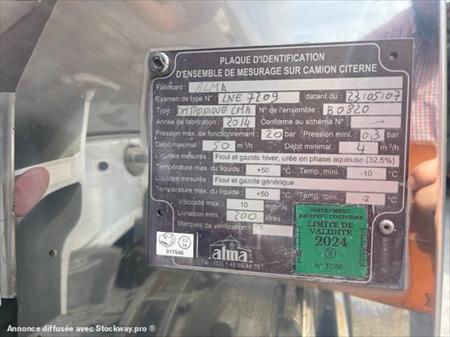 PLAQUE D'IDENTIFICATION
D'ENSEMBLE DE MESURAGE SUR CAMION CITERNE
Fabricant: ALMA
Examen de type N°: LNE 7209 datant du: 23/05/07
Type: DMTRONIQUE CMA N° de l'ensemble: B0820
Année de fabrication: 2014 Conforme au schéma N°:
Pression max de fonctionnement: 20 bar Pression mini.: 0,3 bar
Débit maximal: 50 m³/h Débit minimal: 4 m³/h
Liquides mesurés: Fioul et gazole hiver, urée en phase aqueuse (32.5%)
Température max. du liquide: +50 °C Temp. mini.: -10 °C
Liquides mesurés: Fioul et gazole générique
Température max. du liquide: +50 °C Temp. mini.: -2 °C
Viscosité max.: 10
Livraison mini.: 200 litres
Marques de vérification:
017046
alma
INSTRUMENT
RECONNU CONFORME
LIMITE DE
VALIDITÉ
2024
Annonce diffusée avec Stockway.pro ®